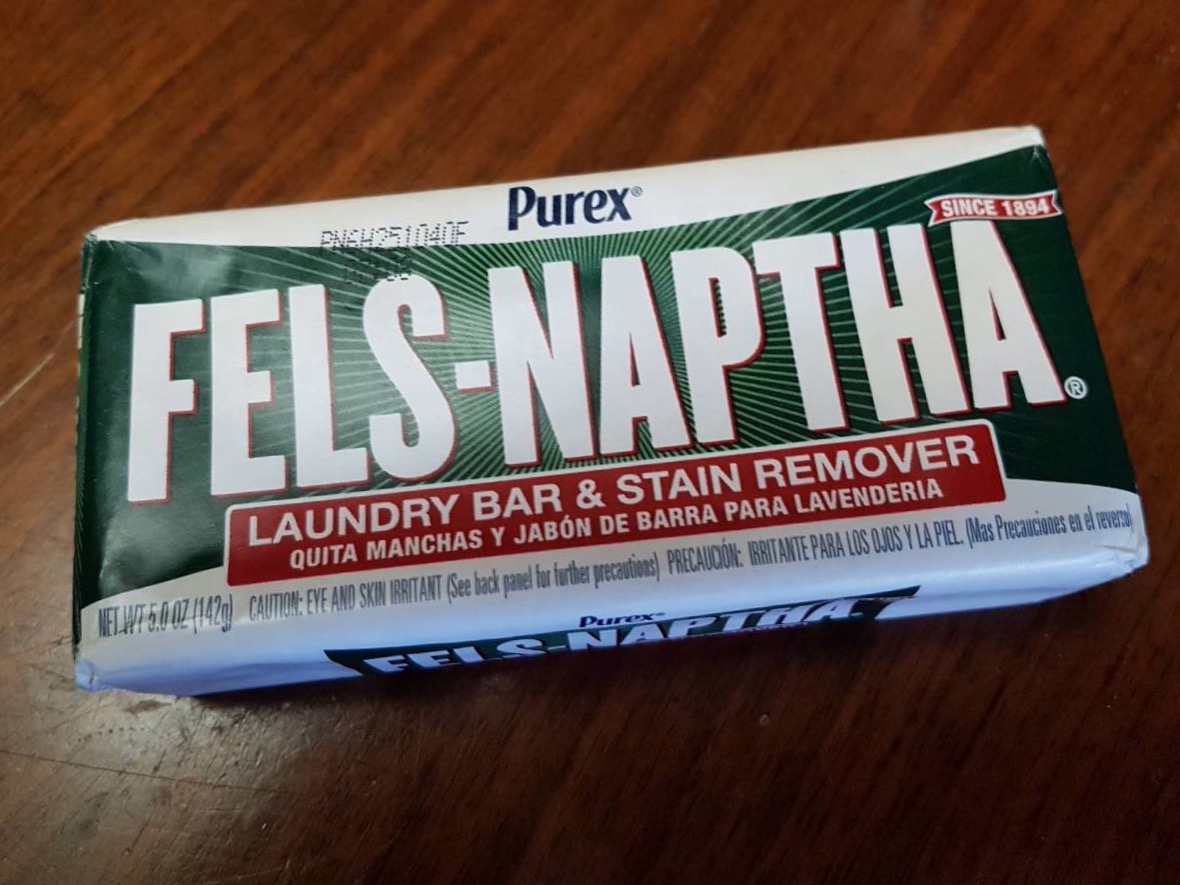 Purex®
SINCE 1894
FELS-NAPTHA®
LAUNDRY BAR & STAIN REMOVER
QUITA MANCHAS Y JABÓN DE BARRA PARA LAVENDERIA
NET WT 5.0 OZ (142g) CAUTION: EYE AND SKIN IRRITANT (See back panel for further precautions) PRECAUCIÓN: IRRITANTE PARA LOS OJOS Y LA PIEL. (Mas Precauciones en el reverso)
Purex®
FELS-NAPTHA